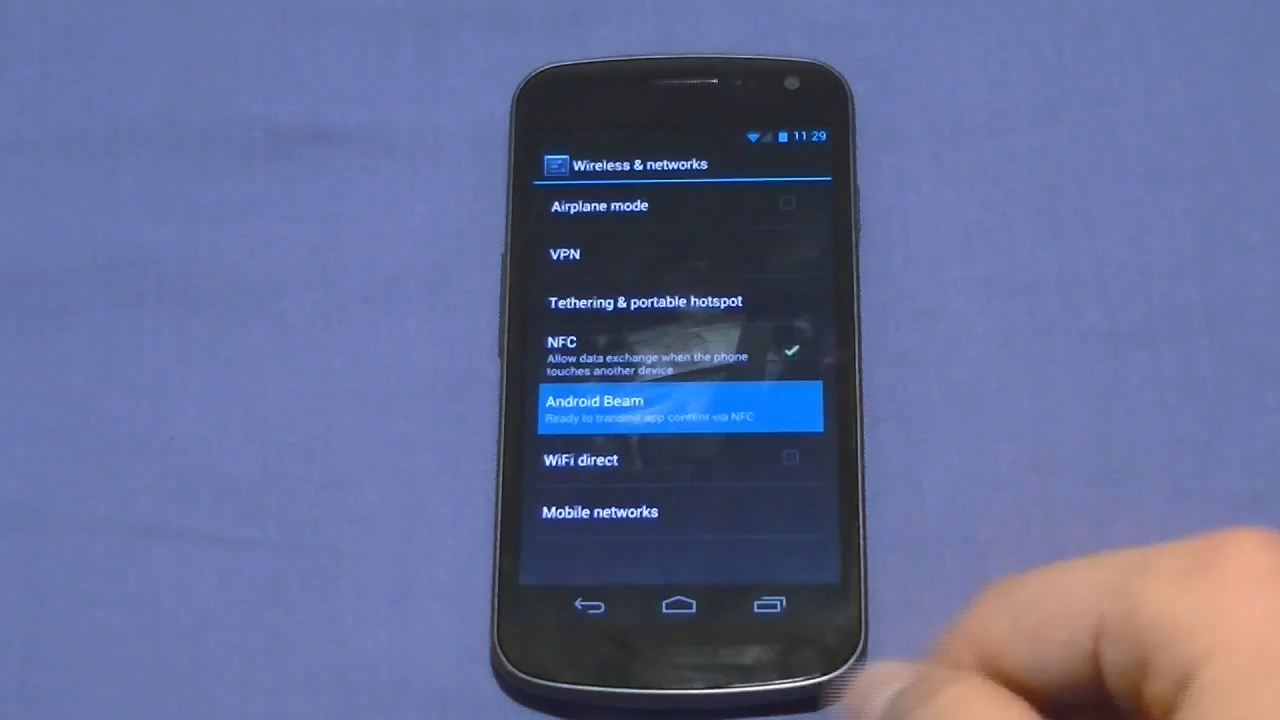 11:29
Wireless & networks
Airplane mode
VPN
Tethering & portable hotspot
NFC
Allow data exchange when the phone
touches another device
Android Beam
Ready to transmit app content via NFC
WiFi direct
Mobile networks